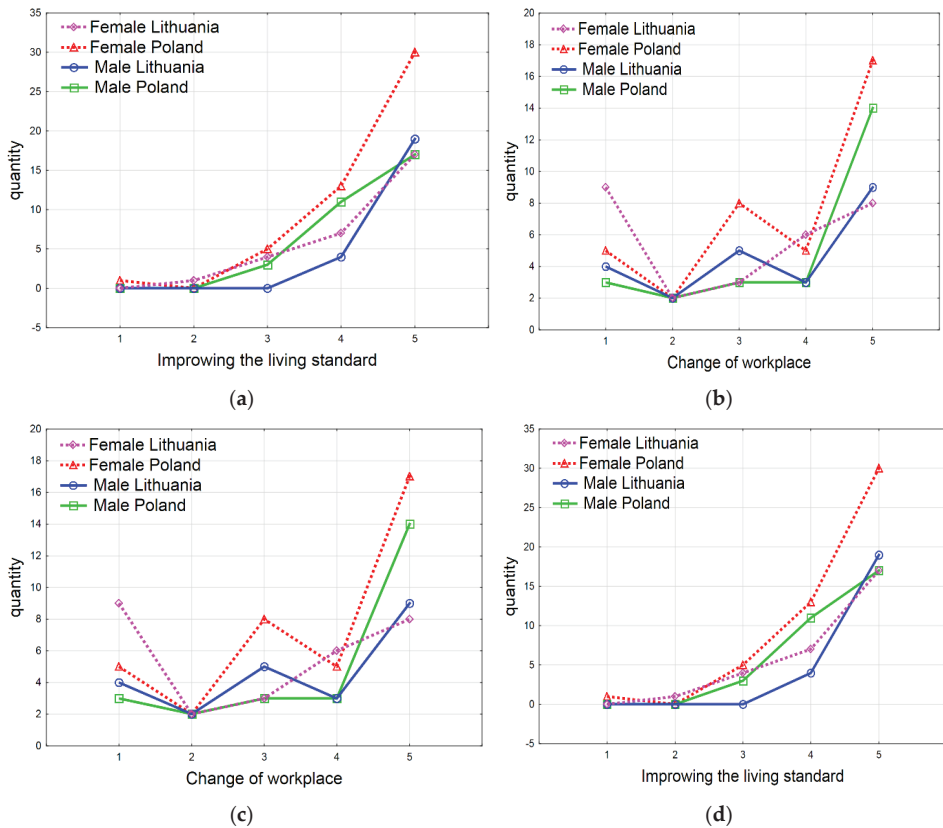 Female Lithuania
Female Poland
Male Lithuania
Male Poland
35
30
25
20
15
10
5
0
-5
quantity
1 2 3 4 5
Improwing the living standard
(a)
Female Lithuania
Female Poland
Male Lithuania
Male Poland
20
18
16
14
12
10
8
6
4
2
0
quantity
1 2 3 4 5
Change of workplace
(b)
Female Lithuania
Female Poland
Male Lithuania
Male Poland
20
18
16
14
12
10
8
6
4
2
0
quantity
1 2 3 4 5
Change of workplace
(c)
Female Lithuania
Female Poland
Male Lithuania
Male Poland
35
30
25
20
15
10
5
0
-5
quantity
1 2 3 4 5
Improwing the living standard
(d)